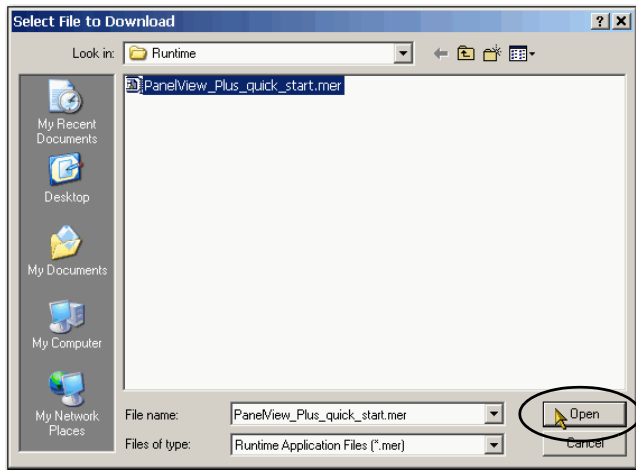 Select File to Download
Look in:
Runtime
PanelView_Plus_quick_start.mer
My Recent
Documents
Desktop
My Documents
My Computer
My Network
Places
File name:
PanelView_Plus_quick_start.mer
Open
Files of type:
Runtime Application Files (*.mer)
Cancel